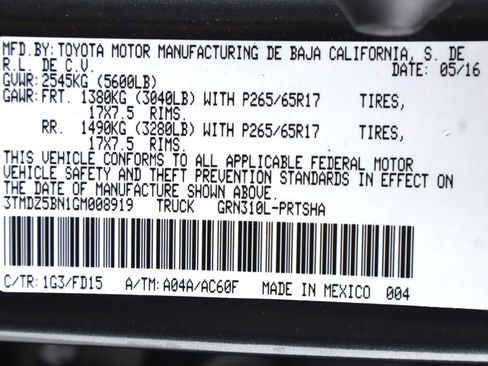 MFD.BY:TOYOTA MOTOR MANUFACTURING DE BAJA CALIFORNIA, S. DE
R.L. DE C.V. DATE: 05/16
GVWR:2545KG (5600LB)
GAWR:FRT. 1380KG (3040LB) WITH P265/65R17 TIRES,
17X7.5 RIMS.
RR. 1490KG (3280LB) WITH P265/65R17 TIRES,
17X7.5 RIMS.
THIS VEHICLE CONFORMS TO ALL APPLICABLE FEDERAL MOTOR
VEHICLE SAFETY AND THEFT PREVENTION STANDARDS IN EFFECT ON
THE DATE OF MANUFACTURE SHOWN ABOVE.
3TMDZ5BN1GM008919 TRUCK GRN310L-PRTSHA
C/TR:1G3/FD15 A/TM:A04A/AC60F MADE IN MEXICO 004